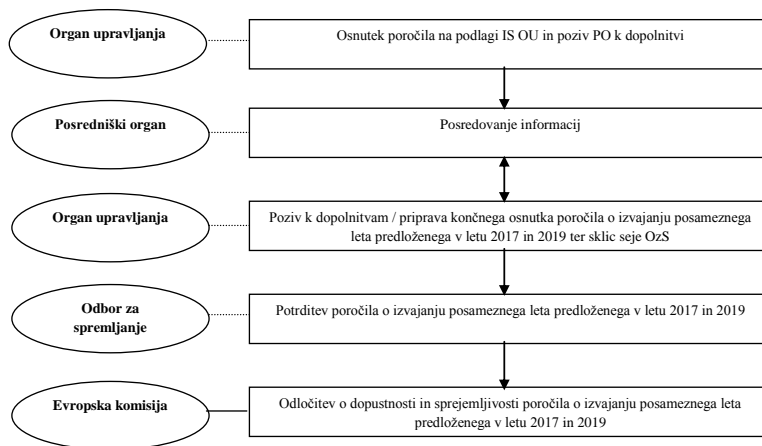 Organ upravljanja
Osnutek poročila na podlagi IS OU in poziv PO k dopolnitvi
Posredniški organ
Posredovanje informacij
Organ upravljanja
Poziv k dopolnitvam / priprava končnega osnutka poročila o izvajanju posameznega
leta predloženega v letu 2017 in 2019 ter sklic seje OzS
Odbor za
spremljanje
Potrditev poročila o izvajanju posameznega leta predloženega v letu 2017 in 2019
Evropska komisija
Odločitev o dopustnosti in sprejemljivosti poročila o izvajanju posameznega leta
predloženega v letu 2017 in 2019